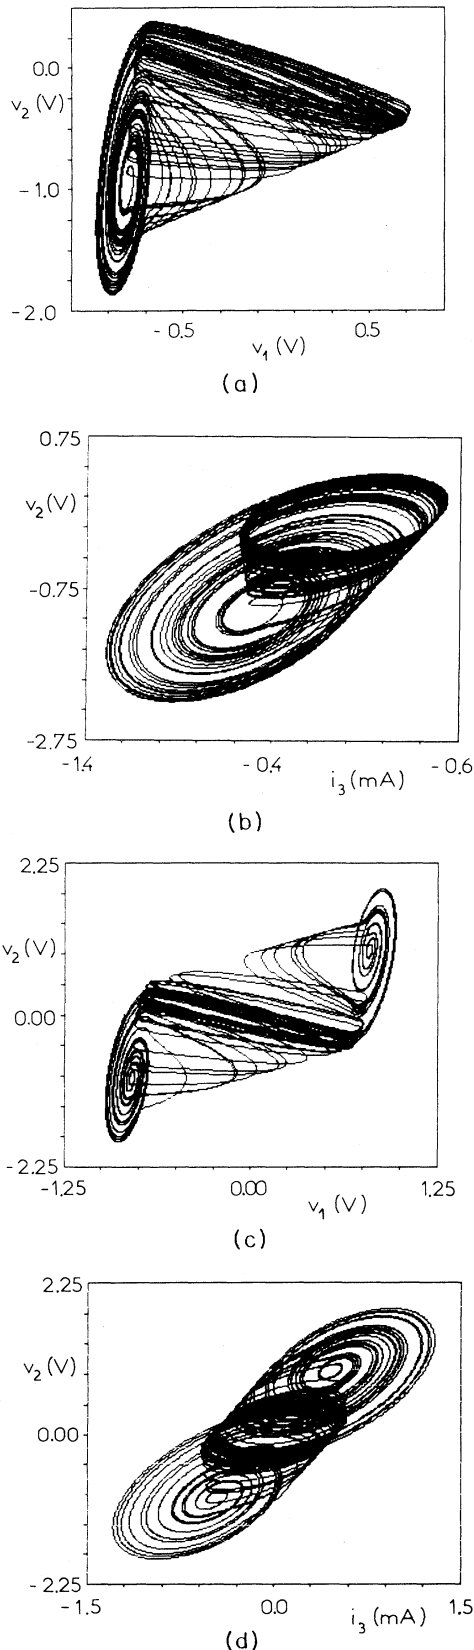 0.0
v₂ (V)
-1.0
-2.0
-0.5
0.5
v₁ (V)
(a)
0.75
v₂ (V)
-0.75
-2.75
-1.4
-0.4
-0.6
i₃ (mA)
(b)
2.25
v₂ (V)
0.00
-2.25
-1.25
0.00
v₁ (V)
1.25
(c)
2.25
v₂ (V)
0.00
-2.25
-1.5
0.0
i₃ (mA)
1.5
(d)